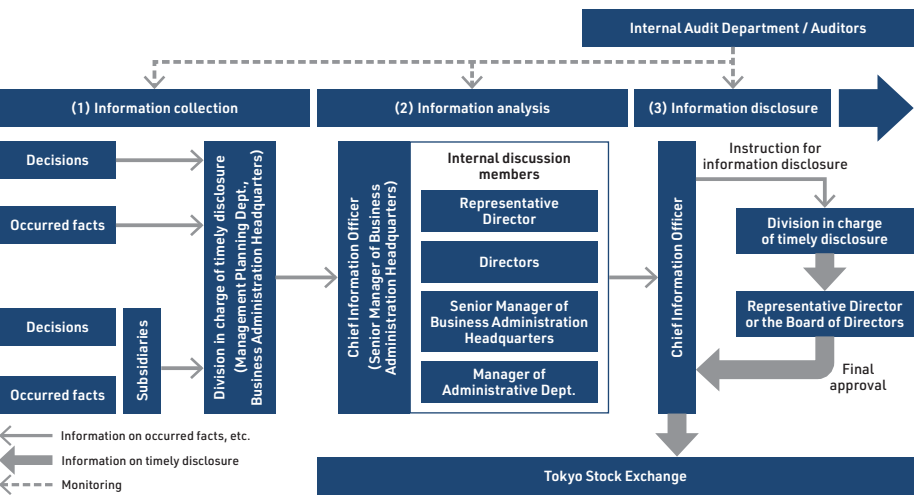 Internal Audit Department / Auditors
(1) Information collection
(2) Information analysis
(3) Information disclosure
Decisions
Occurred facts
Decisions
Occurred facts
Subsidiaries
Division in charge of timely disclosure
(Management Planning Dept.,
Business Administration Headquarters)
Chief Information Officer
(Senior Manager of Business
Administration Headquarters)
Internal discussion
members
Representative
Director
Directors
Senior Manager of
Business Administration
Headquarters
Manager of
Administrative Dept.
Chief Information Officer
Instruction for
information disclosure
Division in charge
of timely disclosure
Representative Director
or the Board of Directors
Final
approval
Information on occurred facts, etc.
Information on timely disclosure
Monitoring
Tokyo Stock Exchange